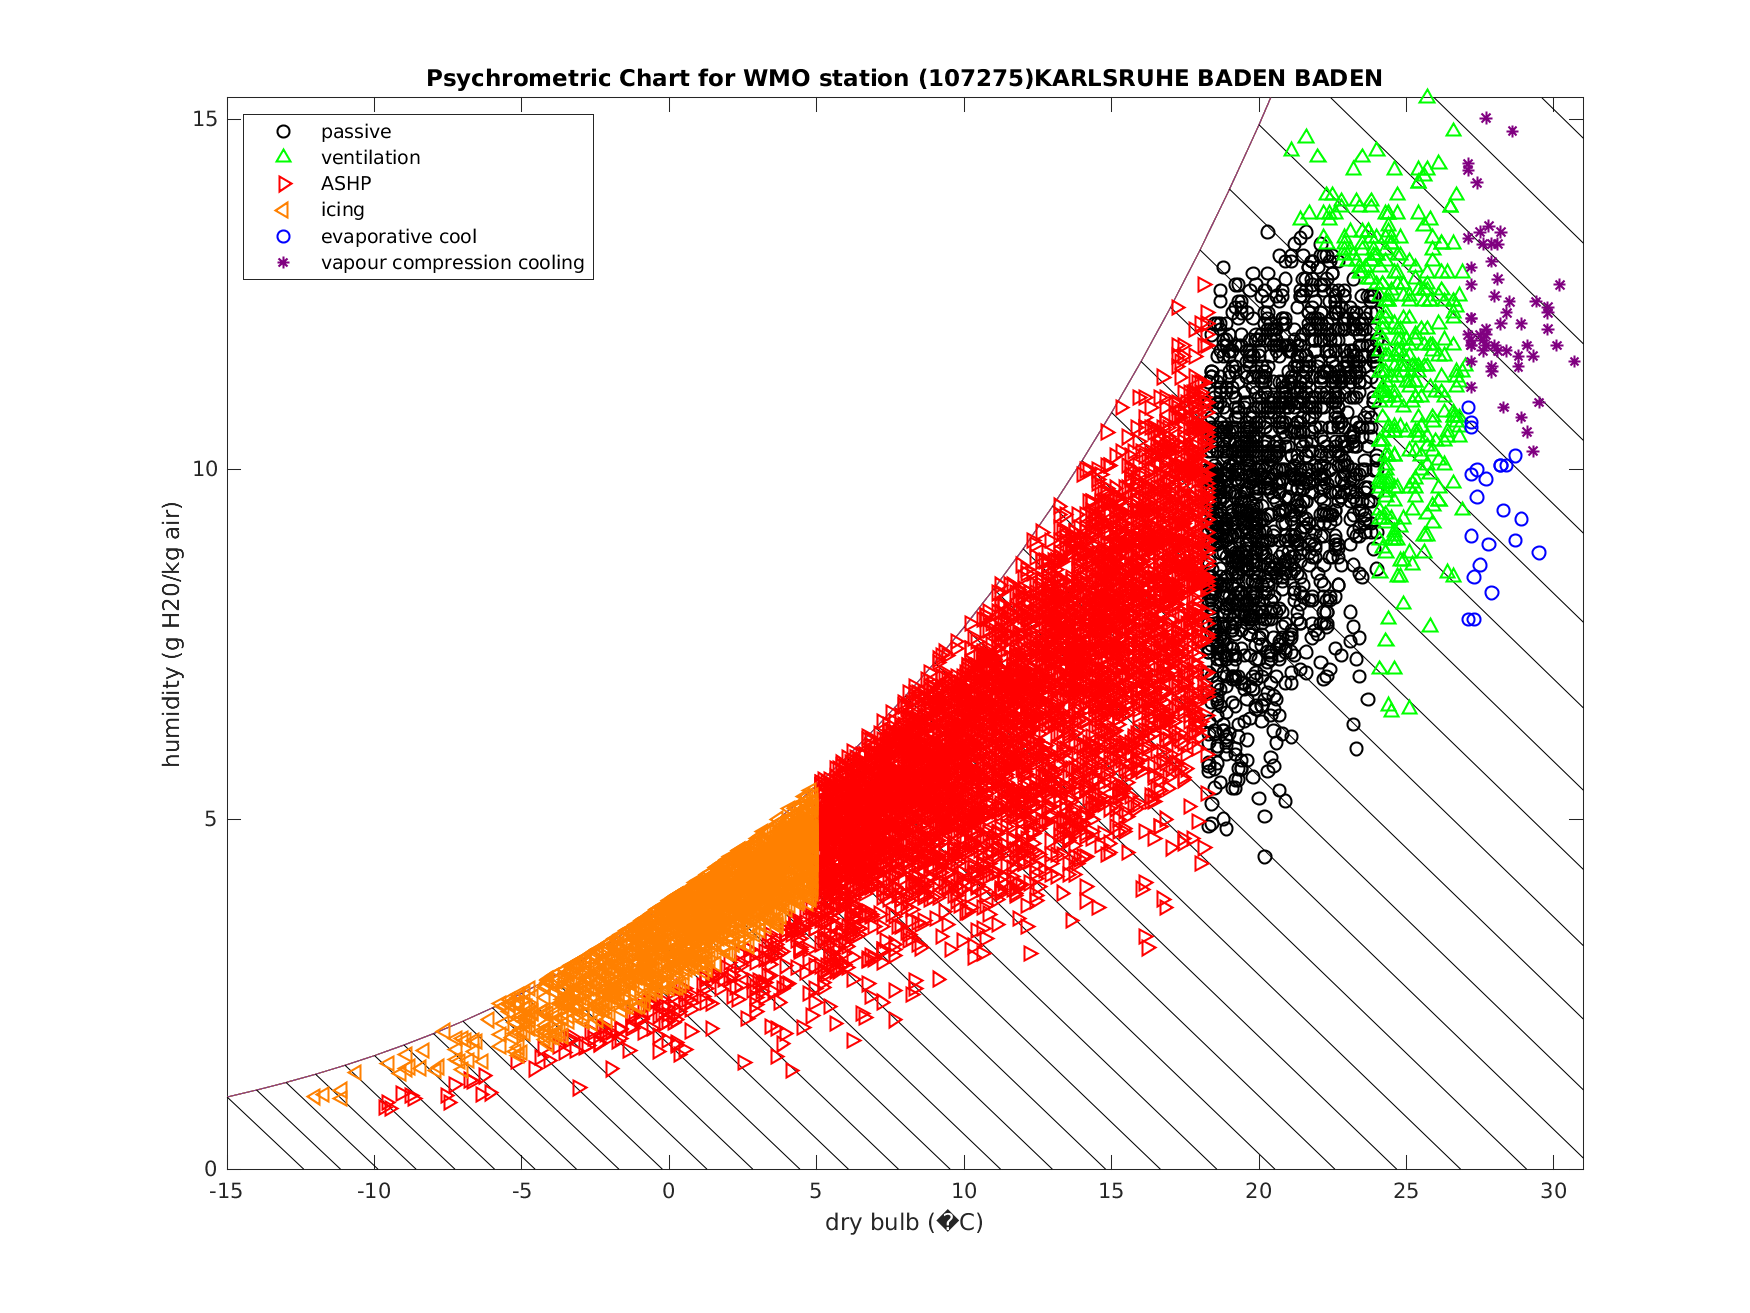 Psychrometric Chart for WMO station (107275)KARLSRUHE BADEN BADEN
passive
ventilation
ASHP
icing
evaporative cool
vapour compression cooling
15
10
5
0
humidity (g H20/kg air)
-15 -10 -5 0 5 10 15 20 25 30
dry bulb (�C)